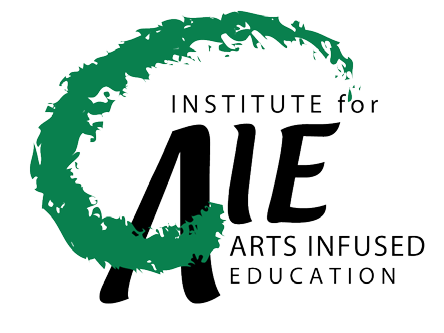 INSTITUTE for
AIE
ARTS INFUSED
EDUCATION